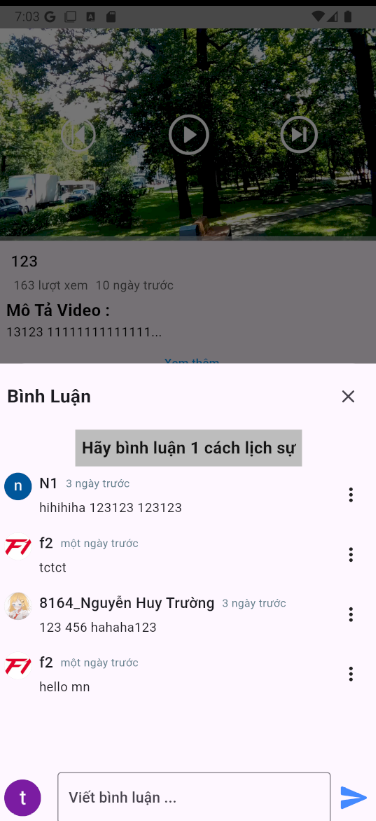 7:03
123
163 lượt xem 10 ngày trước
Mô Tả Video :
13123 11111111111111...
Xem thêm
Bình Luận
Hãy bình luận 1 cách lịch sự
n N1 3 ngày trước
hihihiha 123123 123123
F1 f2 một ngày trước
tctct
8164_Nguyễn Huy Trường 3 ngày trước
123 456 hahaha123
F1 f2 một ngày trước
hello mn
t Viết bình luận ...